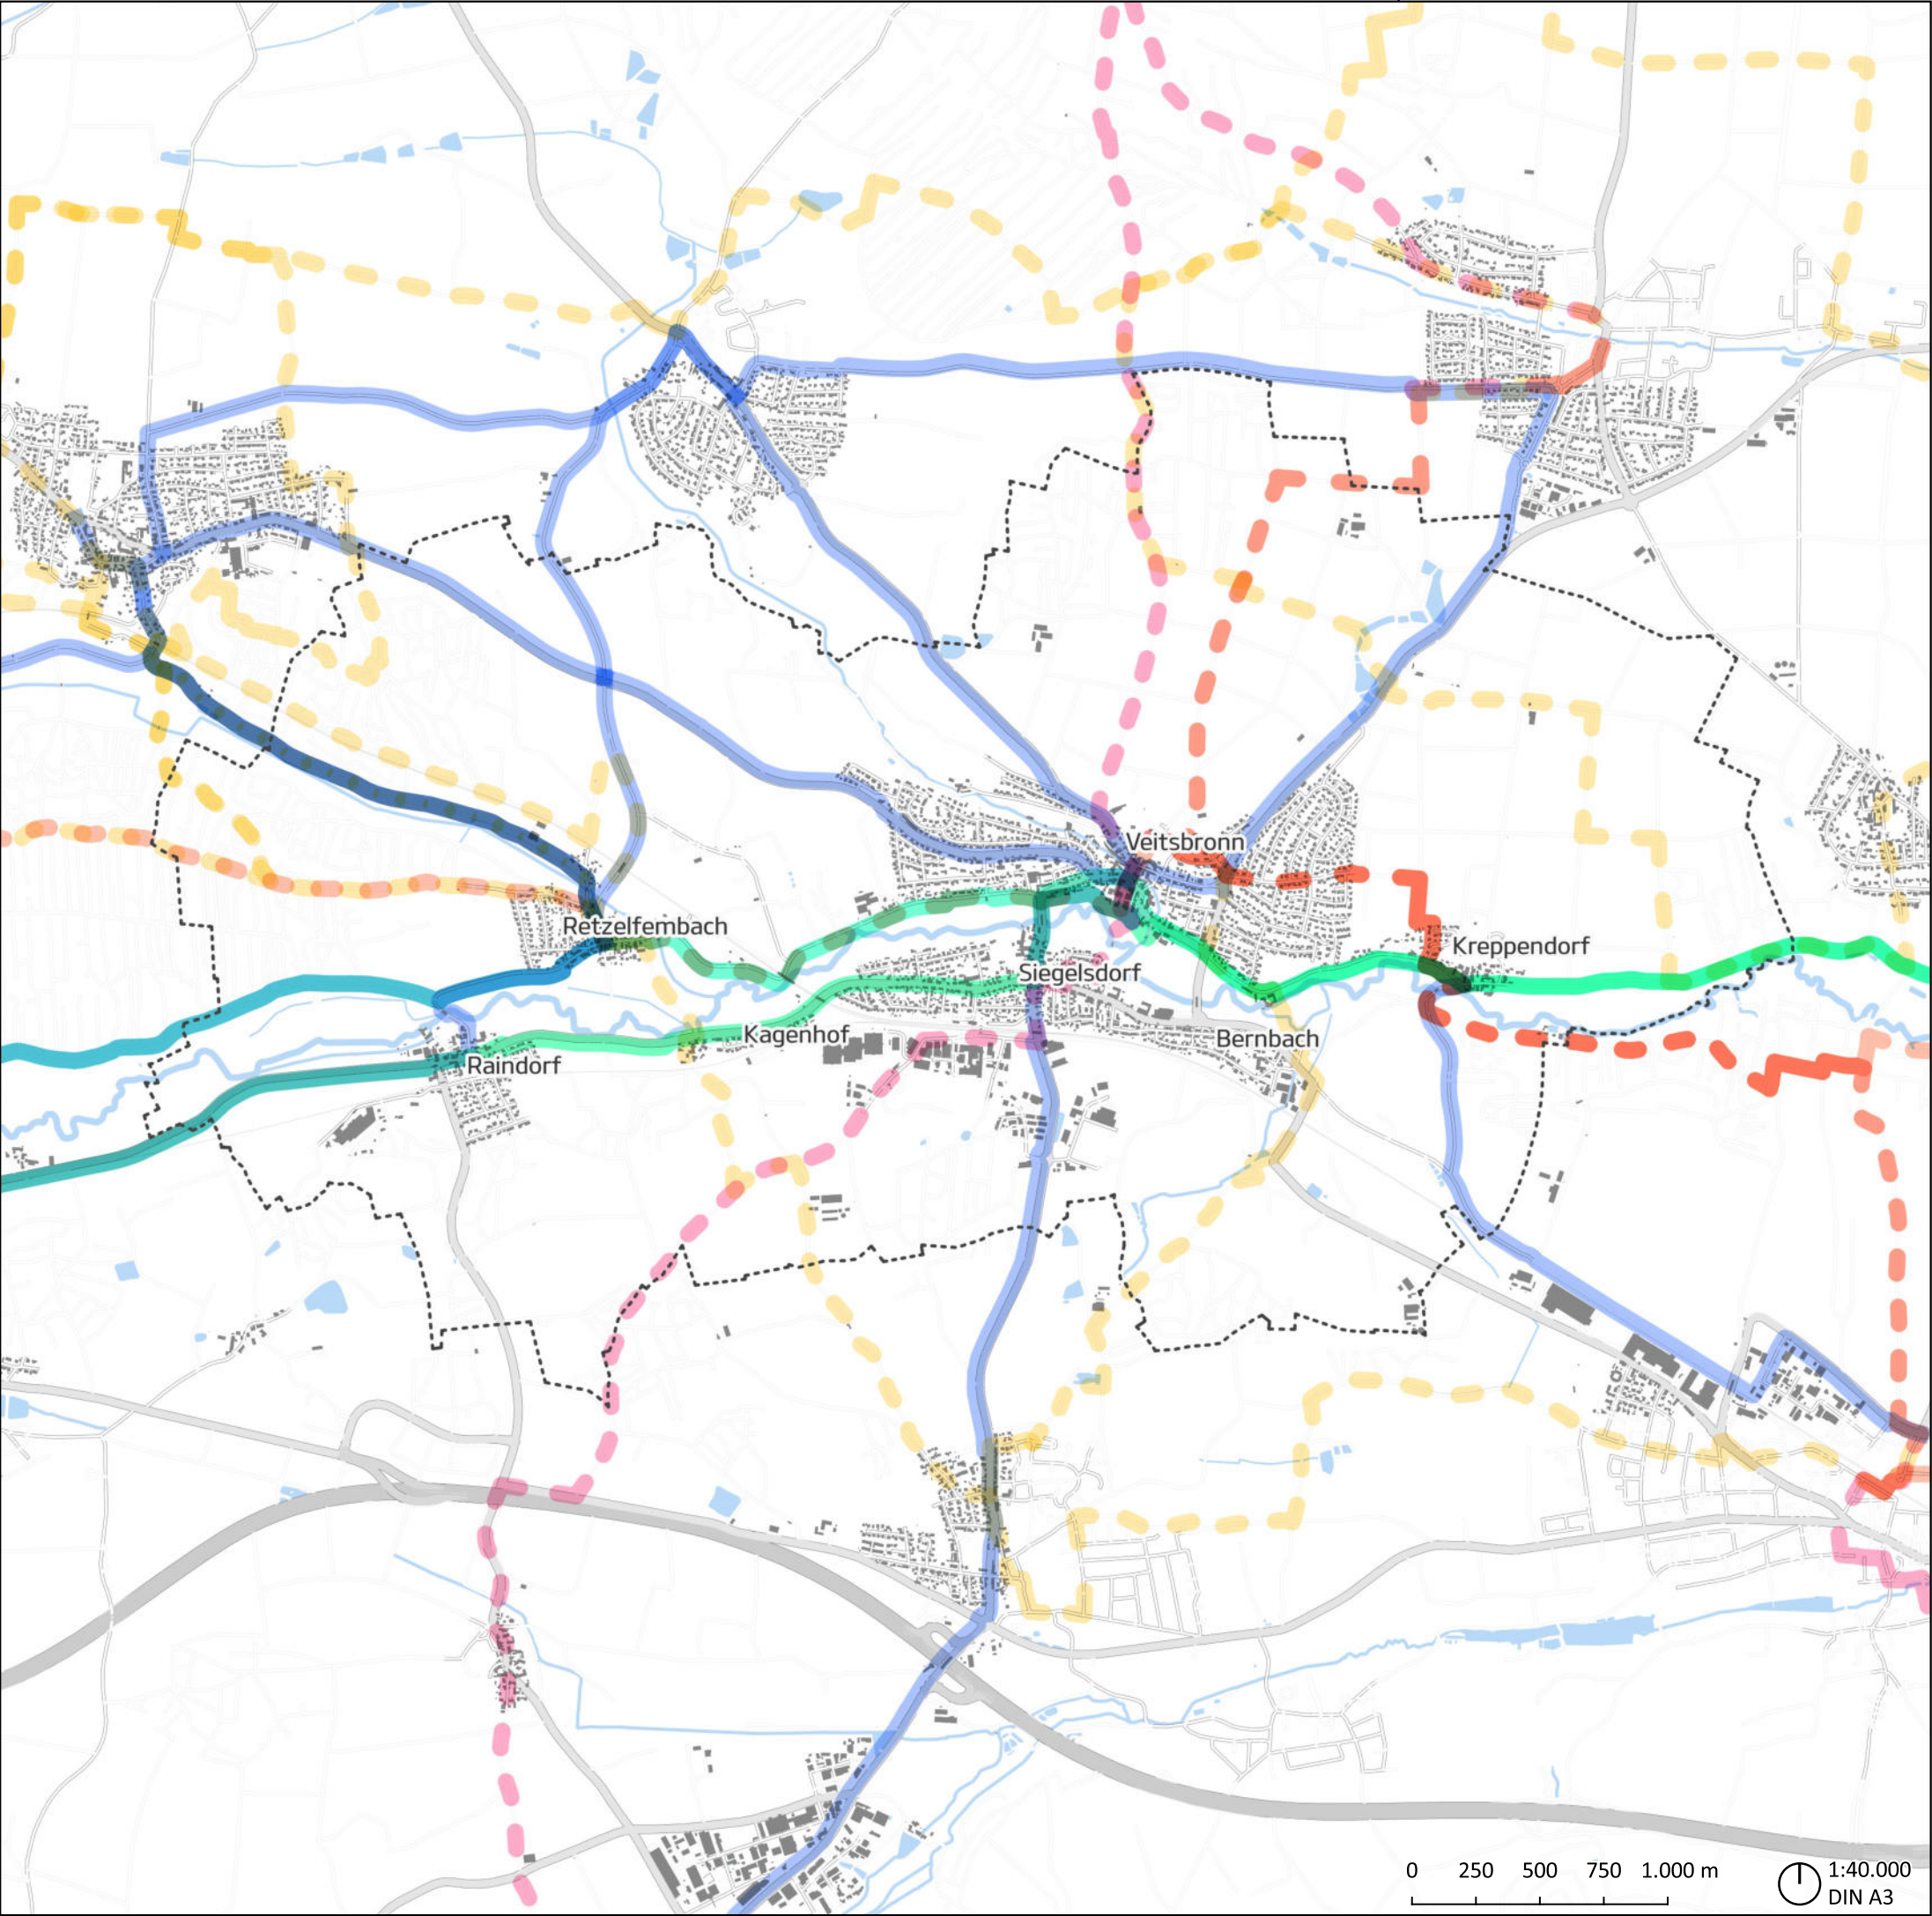 Veitsbronn
Retzelfembach
Kreppendorf
Siegelsdorf
Kagenhof
Bernbach
Raindorf
0 250 500 750 1.000 m
1:40.000
DIN A3